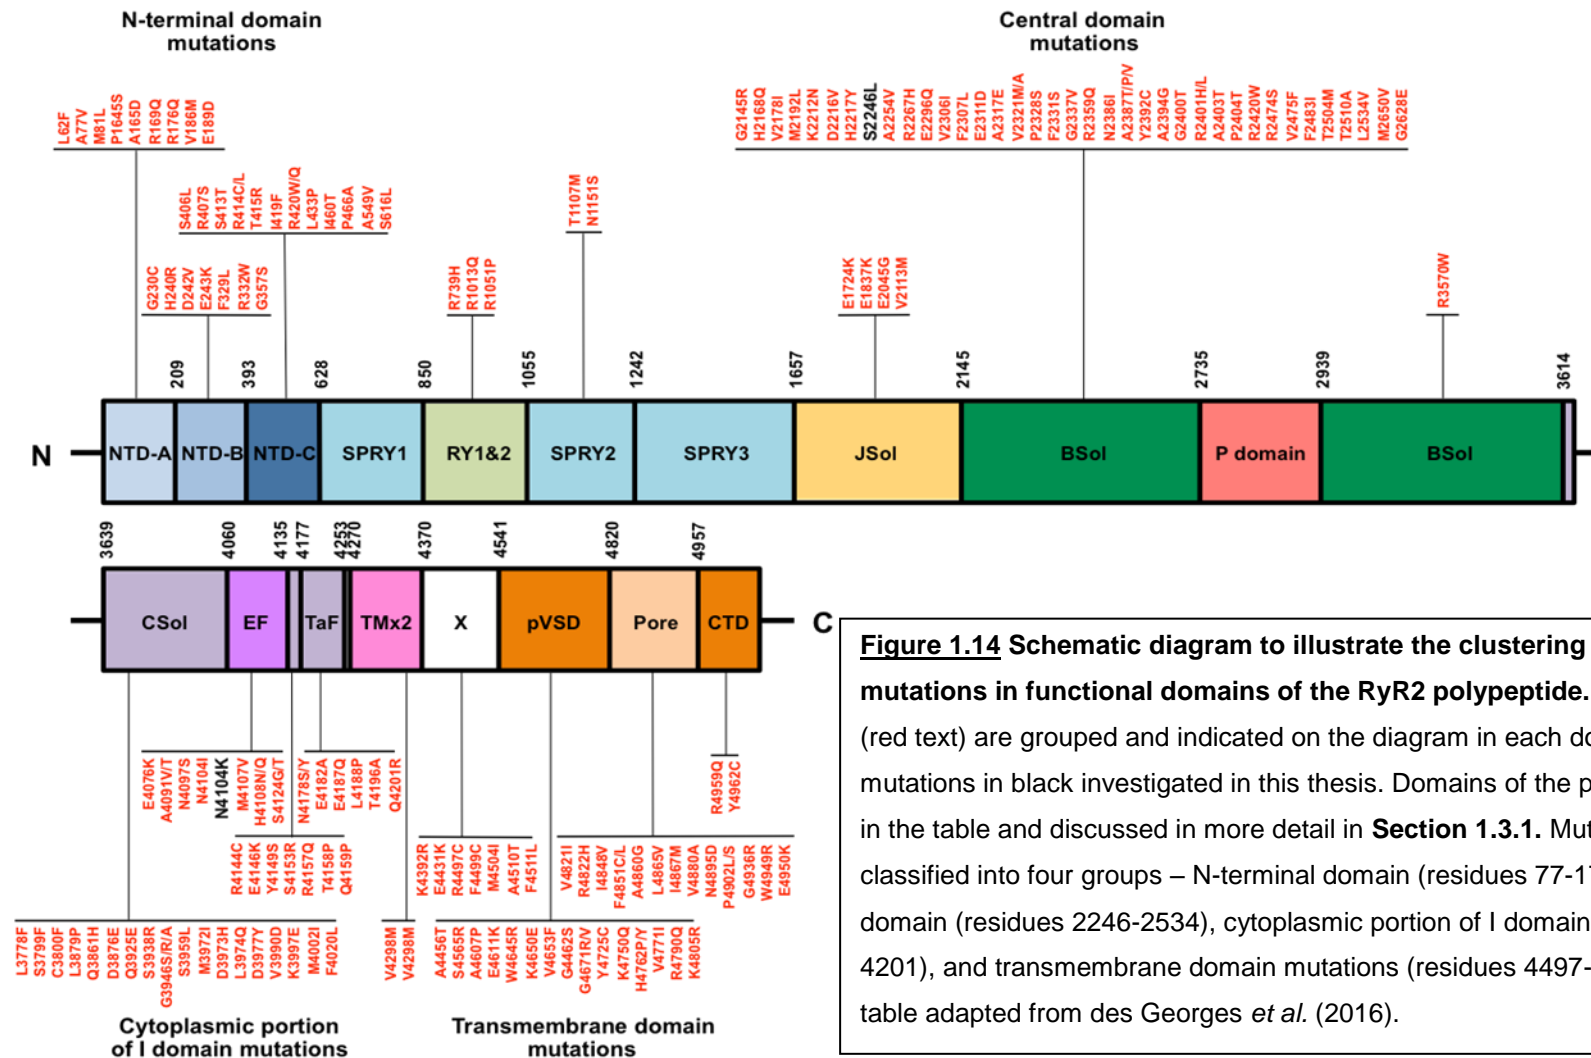 N-terminal domain
mutations
Central domain
mutations
L62F
A77V
M81L
P1645S
A165D
R169Q
R176Q
V186M
E189D
S406L
R407S
S413T
R414C/L
T415R
I419F
R420W/Q
L433P
I460T
P466A
A549V
S616L
G230C
H240R
D242V
E243K
F329L
R332W
G357S
R739H
R1013Q
R1051P
T1107M
N1151S
E1724K
E1837K
E2045G
V2113M
G2145R
H2168Q
V2178I
M2192L
K2212N
D2216V
H2217Y
S2246L
A2254V
R2267H
E2296Q
V2306I
F2307L
E2311D
A2317E
V2321M/A
P2328S
F2331S
G2337V
R2359Q
N2386I
A2387T/P/V
Y2392C
A2394G
G2400T
R2401H/L
A2403T
P2404T
R2420W
R2474S
V2475F
F2483I
T2504M
T2510A
L2534V
M2650V
G2628E
R3570W
209
393
628
850
1055
1242
1657
2145
2735
2939
3614
N
NTD-A
NTD-B
NTD-C
SPRY1
RY1&2
SPRY2
SPRY3
JSol
BSol
P domain
BSol
3639
4060
4135
4177
4253
4270
4370
4541
4820
4957
CSol
EF
TaF
TMx2
X
pVSD
Pore
CTD
C
E4076K
A4091V/T
N4097S
N4104I
N4104K
M4107V
H4108N/Q
S4124G/T
N4178S/Y
E4182A
E4187Q
L4188P
T4196A
Q4201R
R4144C
E4146K
Y4149S
S4153R
R4157Q
T4158P
Q4159P
L3778F
S3799F
C3800F
L3879P
Q3861H
D3876E
Q3925E
S3938R
G3946S/R/A
S3959L
M3972I
D3973H
L3974Q
D3977Y
V3990D
K3997E
M4002I
F4020L
V4298M
V4298M
K4392R
E4431K
R4497C
F4499C
M4504I
A4510T
F4511L
A4456T
S4565R
A4607P
E4611K
W4645R
K4650E
V4653F
G4462S
G4671R/V
Y4725C
K4750Q
H4762P/Y
V4771I
R4790Q
K4805R
V4821I
R4822H
I4848V
F4851C/L
A4860G
L4865V
I4867M
V4880A
N4895D
P4902L/S
G4936R
W4949R
E4950K
R4959Q
Y4962C
Cytoplasmic portion
of I domain mutations
Transmembrane domain
mutations
Figure 1.14 Schematic diagram to illustrate the clustering
mutations in functional domains of the RyR2 polypeptide.
(red text) are grouped and indicated on the diagram in each do
mutations in black investigated in this thesis. Domains of the p
in the table and discussed in more detail in Section 1.3.1. Mut
classified into four groups – N-terminal domain (residues 77-17
domain (residues 2246-2534), cytoplasmic portion of I domain
4201), and transmembrane domain mutations (residues 4497-
table adapted from des Georges et al. (2016).